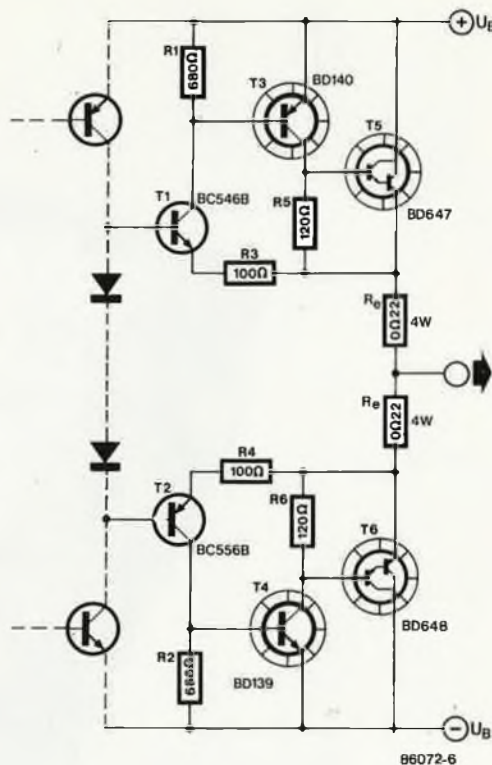 + UB
R1
680Ω
T3
BD140
T5
T1
BC546B
R5
120Ω
BD647
R3
100Ω
Re
0Ω22
4W
Re
0Ω22
4W
R4
100Ω
T2
R6
120Ω
BC556B
T6
T4
BD648
R2
680Ω
BD139
− UB
86072-6